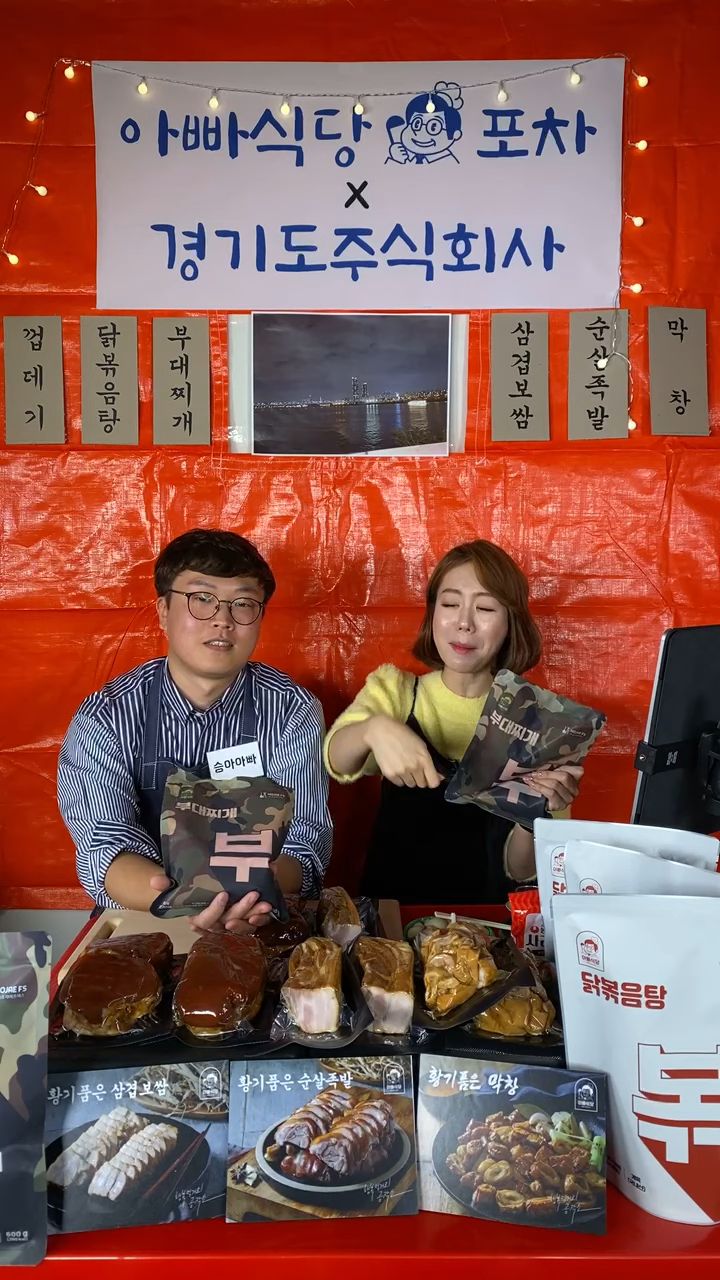 아빠식당 포차
X
경기도주식회사
껍데기
닭볶음탕
부대찌개
삼겹보쌈
순살족발
막창
슴아아빠
부대찌개
부
부대찌개
부
닭볶음탕
볶
황기품은 삼겹보쌈
황기품은 순살족발
황기품은 막창
600 g